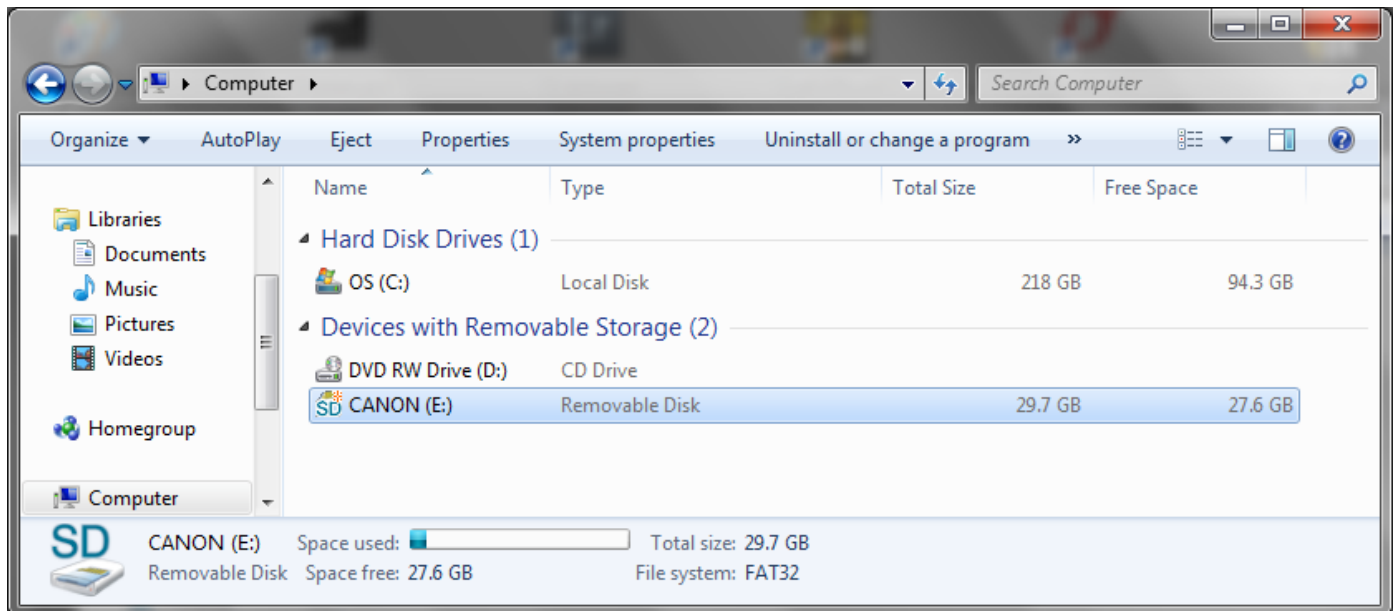 Computer
Search Computer
Organize AutoPlay Eject Properties System properties Uninstall or change a program »
Name Type Total Size Free Space
Libraries
Documents
Music
Pictures
Videos
Homegroup
Computer
Hard Disk Drives (1)
OS (C:) Local Disk 218 GB 94.3 GB
Devices with Removable Storage (2)
DVD RW Drive (D:) CD Drive
SD CANON (E:) Removable Disk 29.7 GB 27.6 GB
SD CANON (E:) Space used: Total size: 29.7 GB
Removable Disk Space free: 27.6 GB File system: FAT32